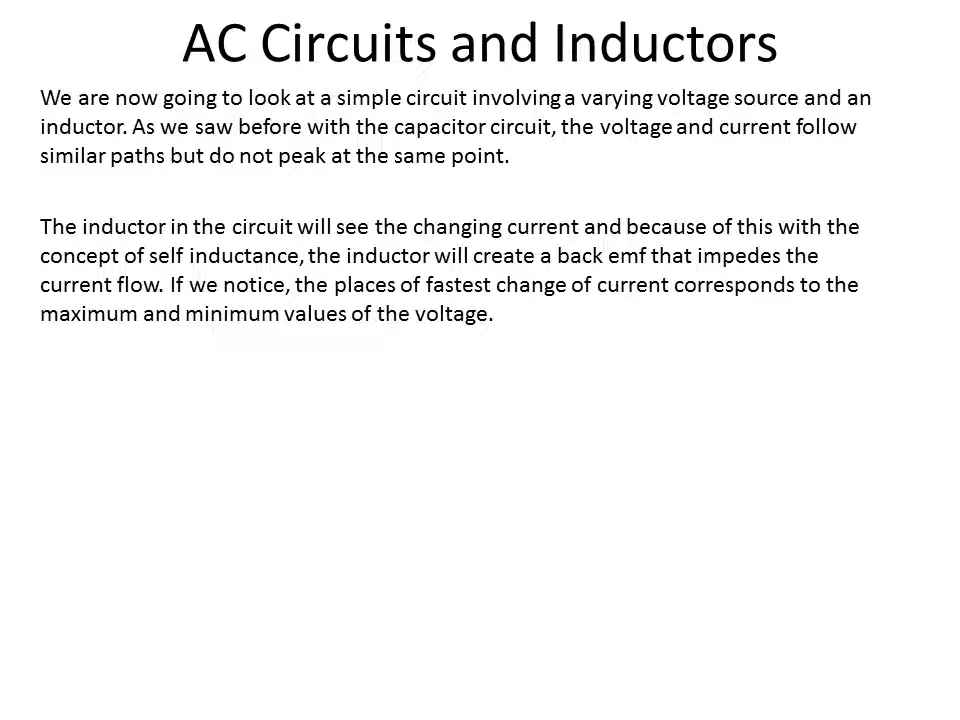 AC Circuits and Inductors
We are now going to look at a simple circuit involving a varying voltage source and an
inductor. As we saw before with the capacitor circuit, the voltage and current follow
similar paths but do not peak at the same point.
The inductor in the circuit will see the changing current and because of this with the
concept of self inductance, the inductor will create a back emf that impedes the
current flow. If we notice, the places of fastest change of current corresponds to the
maximum and minimum values of the voltage.